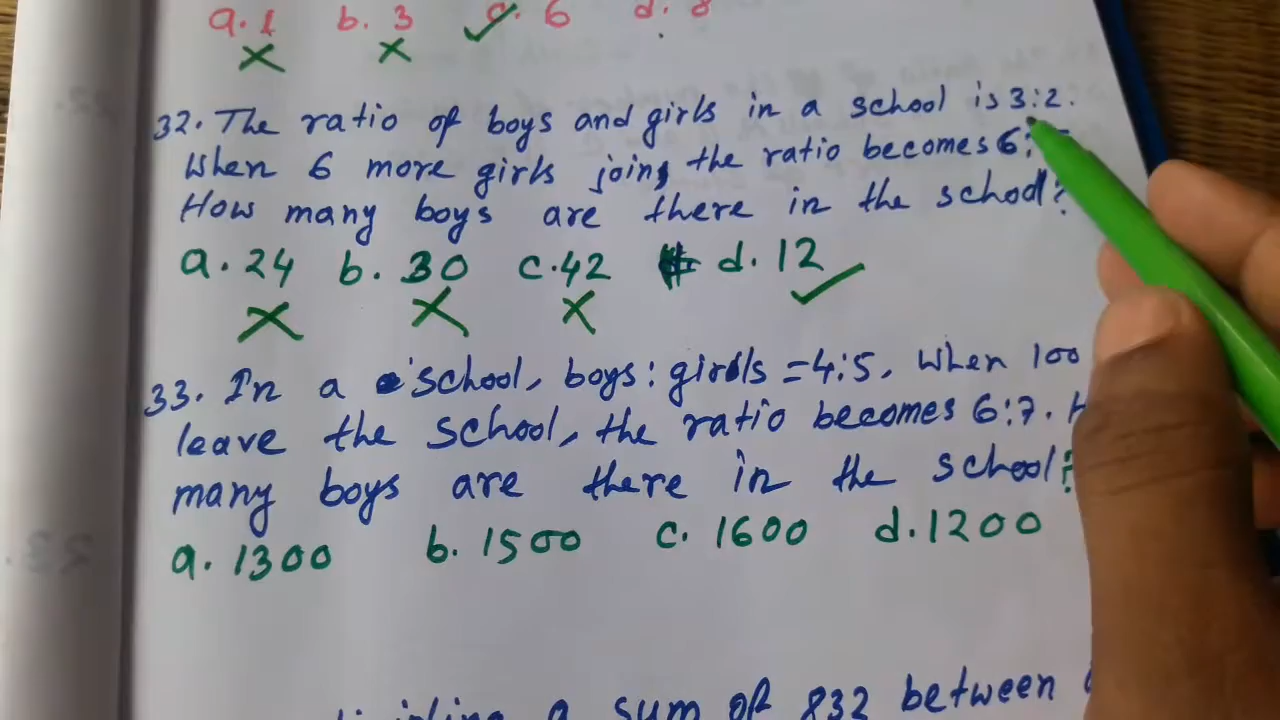 a. 1 b. 3 c. 6 d. 8
32. The ratio of boys and girls in a school is 3:2.
When 6 more girls joins the ratio becomes 6:
How many boys are there in the school?
a. 24 b. 30 c. 42 d. 12
33. In a school, boys: girls = 4:5. When 100
leave the school, the ratio becomes 6:7.
many boys are there in the school?
a. 1300 b. 1500 c. 1600 d. 1200
a sum of 832 between